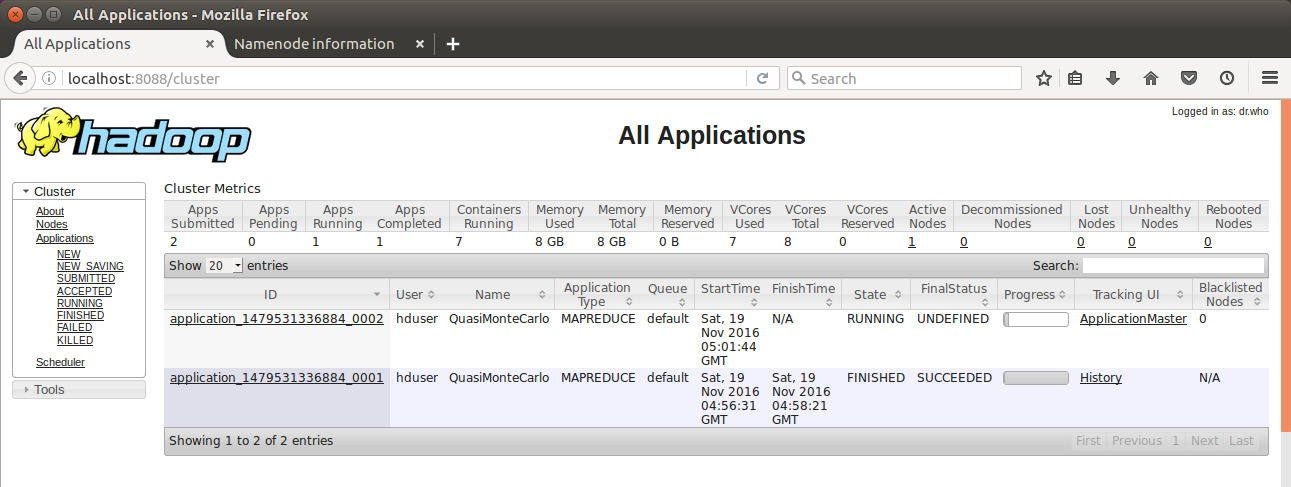 All Applications - Mozilla Firefox
All Applications × Namenode information × +
localhost:8088/cluster Search
Logged in as: dr.who
hadoop All Applications
Cluster
About
Nodes
Applications
NEW
NEW_SAVING
SUBMITTED
ACCEPTED
RUNNING
FINISHED
FAILED
KILLED
Scheduler
Tools
Cluster Metrics
Apps Submitted Apps Pending Apps Running Apps Completed Containers Running Memory Used Memory Total Memory Reserved VCores Used VCores Total VCores Reserved Active Nodes Decommissioned Nodes Lost Nodes Unhealthy Nodes Rebooted Nodes
2 0 1 1 7 8 GB 8 GB 0 B 7 8 0 1 0 0 0 0
Show 20 entries Search:
ID User Name Application Type Queue StartTime FinishTime State FinalStatus Progress Tracking UI Blacklisted Nodes
application_1479531336884_0002 hduser QuasiMonteCarlo MAPREDUCE default Sat, 19 Nov 2016 05:01:44 GMT N/A RUNNING UNDEFINED ApplicationMaster 0
application_1479531336884_0001 hduser QuasiMonteCarlo MAPREDUCE default Sat, 19 Nov 2016 04:56:31 GMT Sat, 19 Nov 2016 04:58:21 GMT FINISHED SUCCEEDED History N/A
Showing 1 to 2 of 2 entries First Previous 1 Next Last